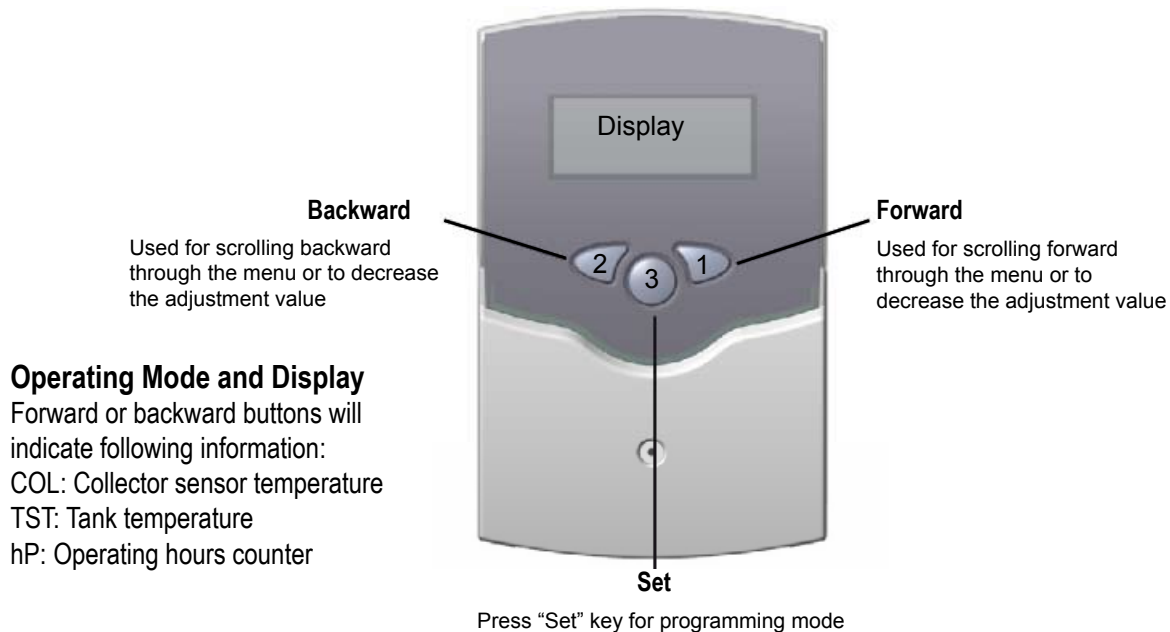 Display
Backward
Used for scrolling backward
through the menu or to decrease
the adjustment value
Forward
Used for scrolling forward
through the menu or to
decrease the adjustment value
2
3
1
Operating Mode and Display
Forward or backward buttons will
indicate following information:
COL: Collector sensor temperature
TST: Tank temperature
hP: Operating hours counter
Set
Press “Set” key for programming mode